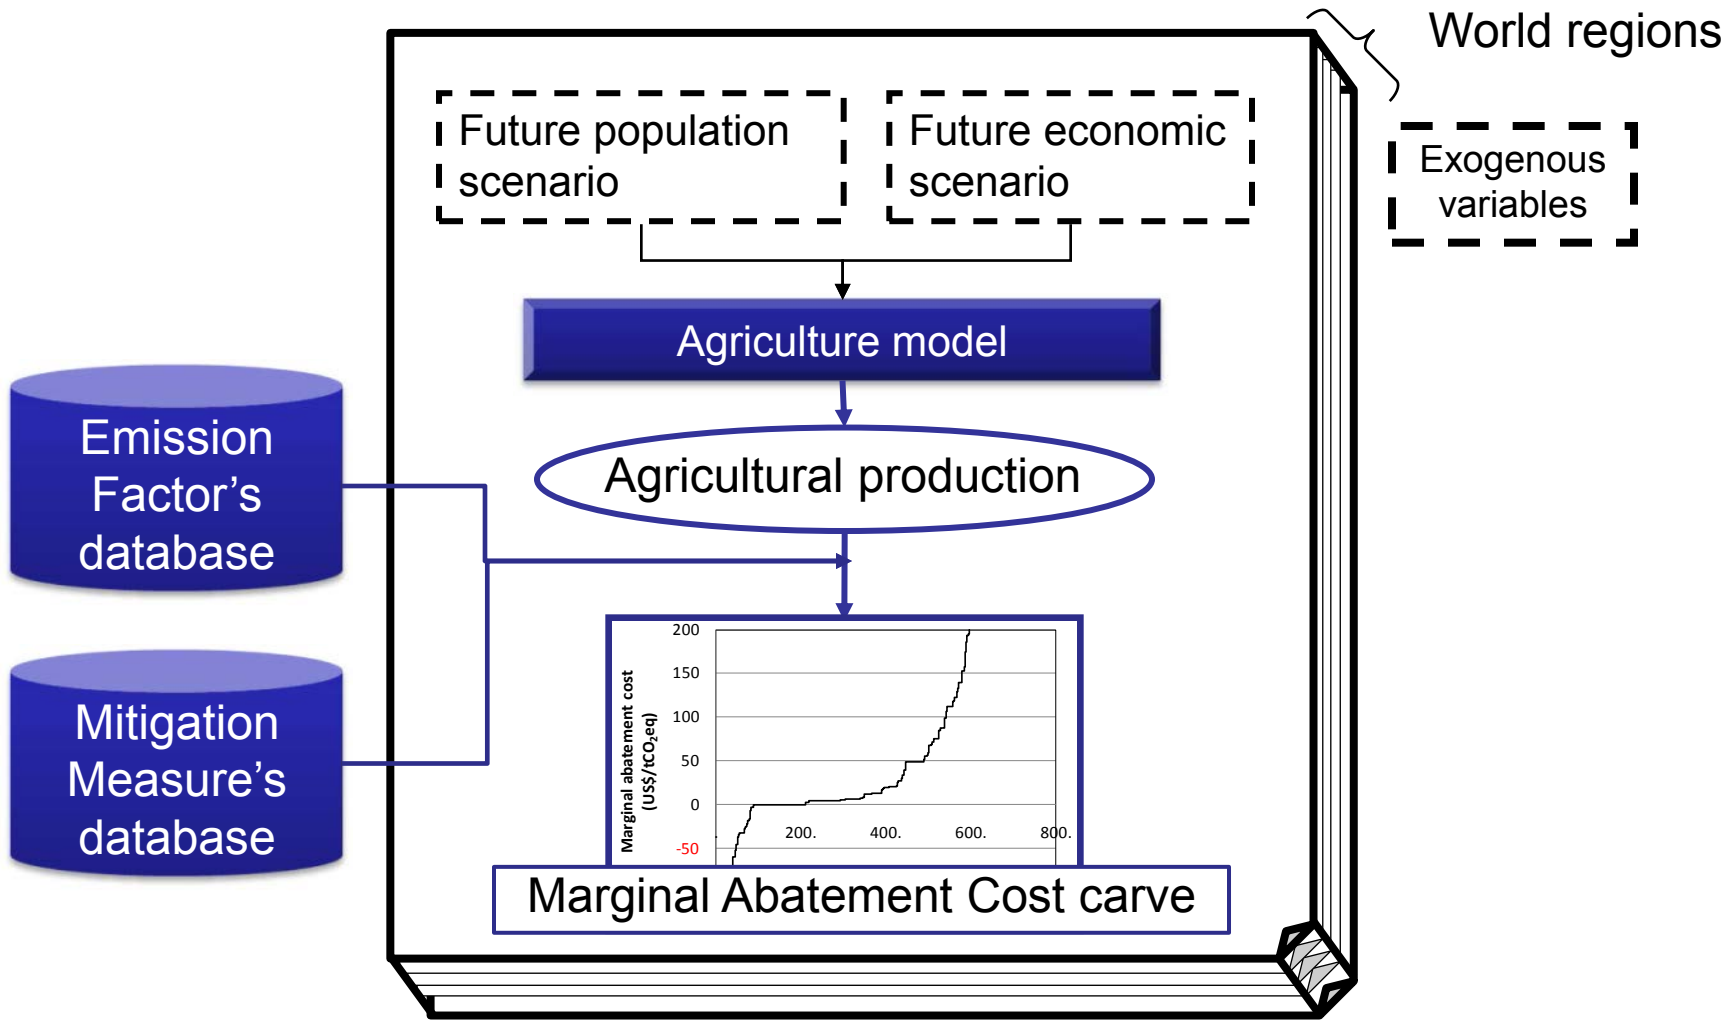 World regions
Future population
scenario
Future economic
scenario
Exogenous
variables
Agriculture model
Emission
Factor’s
database
Agricultural production
Mitigation
Measure’s
database
Marginal abatement cost
(US$/tCO₂eq)
200
150
100
50
0
-50
.
200.
400.
600.
800.
Marginal Abatement Cost carve